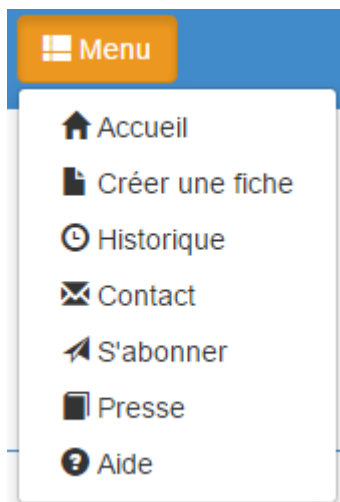 Menu
Accueil
Créer une fiche
Historique
Contact
S'abonner
Presse
Aide